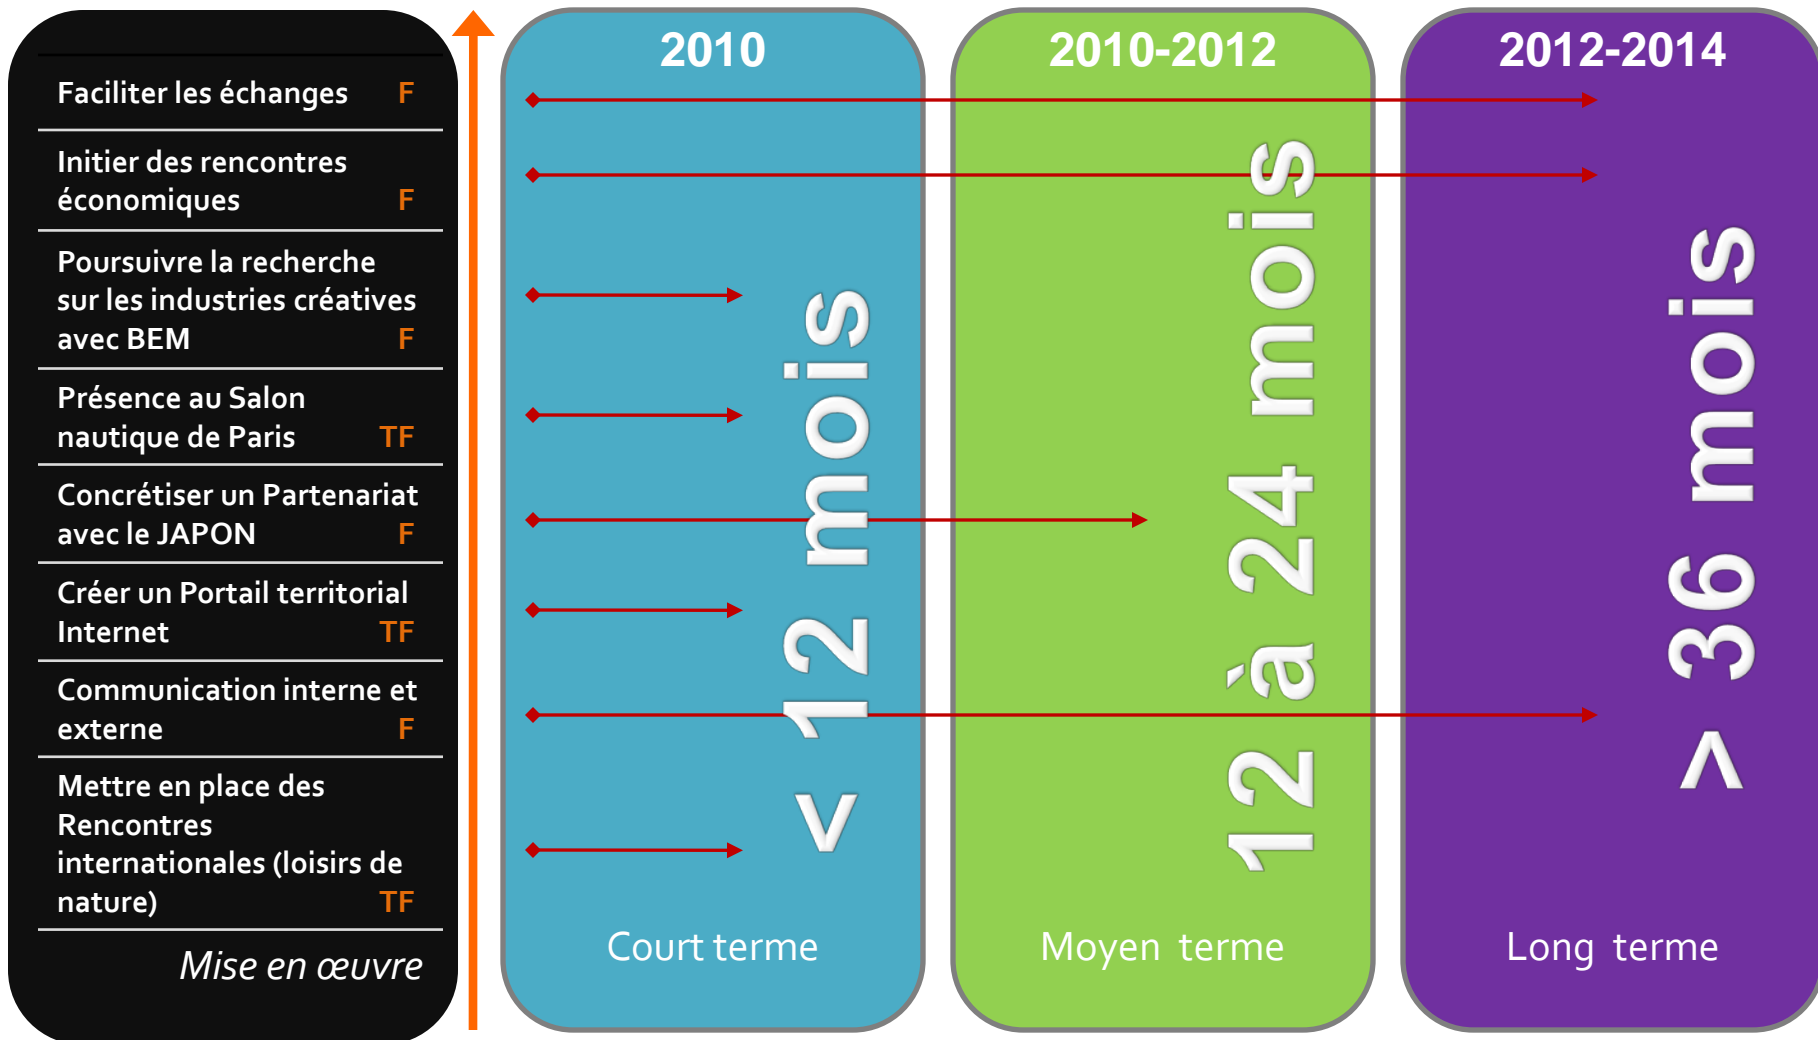 Faciliter les échanges F
Initier des rencontres
économiques F
Poursuivre la recherche
sur les industries créatives
avec BEM F
Présence au Salon
nautique de Paris TF
Concrétiser un Partenariat
avec le JAPON F
Créer un Portail territorial
Internet TF
Communication interne et
externe F
Mettre en place des
Rencontres
internationales (loisirs de
nature) TF
Mise en œuvre
2010
< 12 mois
Court terme
2010-2012
12 à 24 mois
Moyen terme
2012-2014
> 36 mois
Long terme